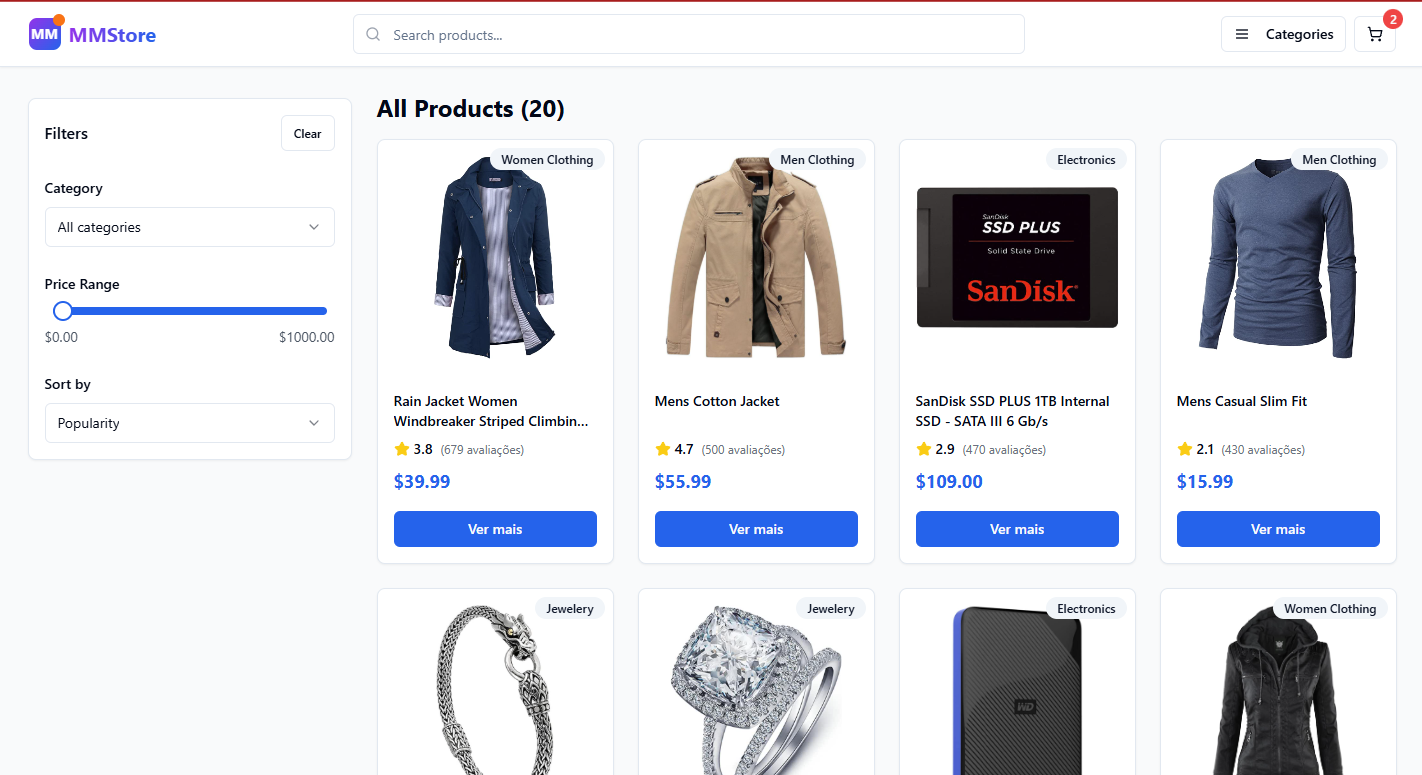 MM
MMStore
Search products...
Categories
2
Filters
Clear
Category
All categories
Price Range
$0.00
$1000.00
Sort by
Popularity
All Products (20)
Women Clothing
Rain Jacket Women
Windbreaker Striped Climbin...
3.8 (679 avaliações)
$39.99
Ver mais
Men Clothing
Mens Cotton Jacket
4.7 (500 avaliações)
$55.99
Ver mais
Electronics
SanDisk
SSD PLUS
Solid State Drive
SanDisk
SanDisk SSD PLUS 1TB Internal
SSD - SATA III 6 Gb/s
2.9 (470 avaliações)
$109.00
Ver mais
Men Clothing
Mens Casual Slim Fit
2.1 (430 avaliações)
$15.99
Ver mais
Jewelery
Jewelery
Electronics
WD
Women Clothing